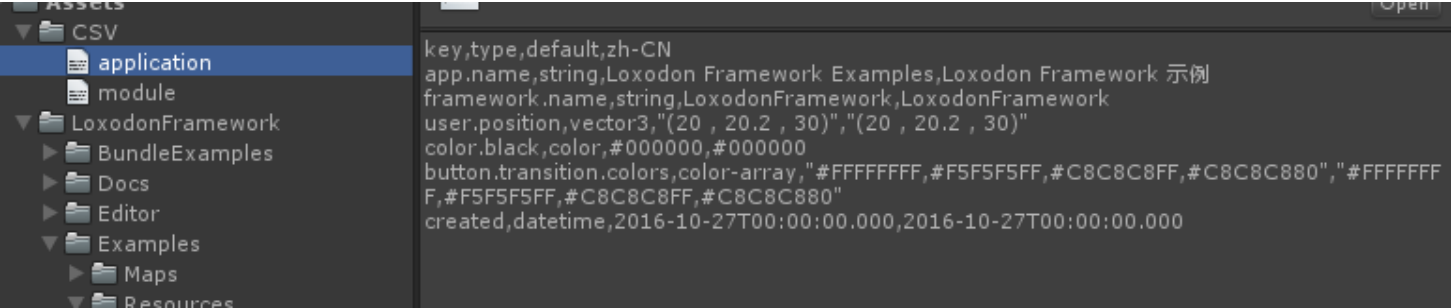 Assets
Open
CSV
application
module
LoxodonFramework
BundleExamples
Docs
Editor
Examples
Maps
Resources
key,type,default,zh-CN
app.name,string,Loxodon Framework Examples,Loxodon Framework 示例
framework.name,string,LoxodonFramework,LoxodonFramework
user.position,vector3,"(20 , 20.2 , 30)","(20 , 20.2 , 30)"
color.black,color,#000000,#000000
button.transition.colors,color-array,"#FFFFFFFF,#F5F5F5FF,#C8C8C8FF,#C8C8C880","#FFFFFFF
F,#F5F5F5FF,#C8C8C8FF,#C8C8C880"
created,datetime,2016-10-27T00:00:00.000,2016-10-27T00:00:00.000